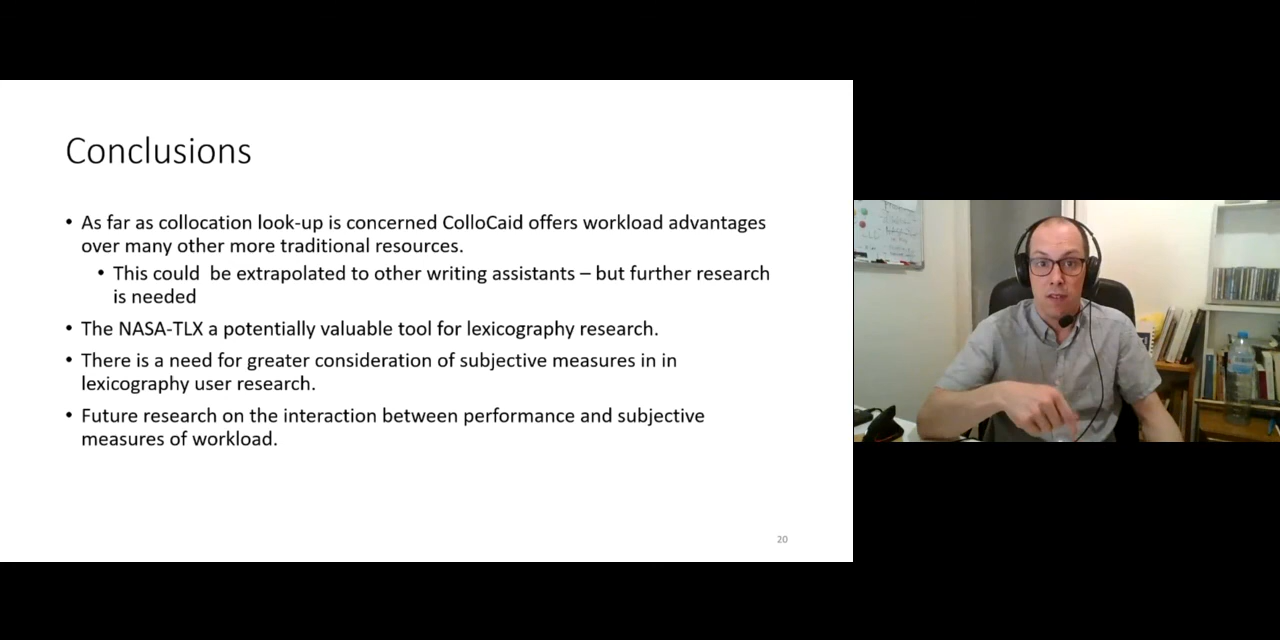 Conclusions
• As far as collocation look-up is concerned ColloCaid offers workload advantages
over many other more traditional resources.
• This could  be extrapolated to other writing assistants – but further research
is needed
• The NASA-TLX a potentially valuable tool for lexicography research.
• There is a need for greater consideration of subjective measures in in
lexicography user research.
• Future research on the interaction between performance and subjective
measures of workload.
20